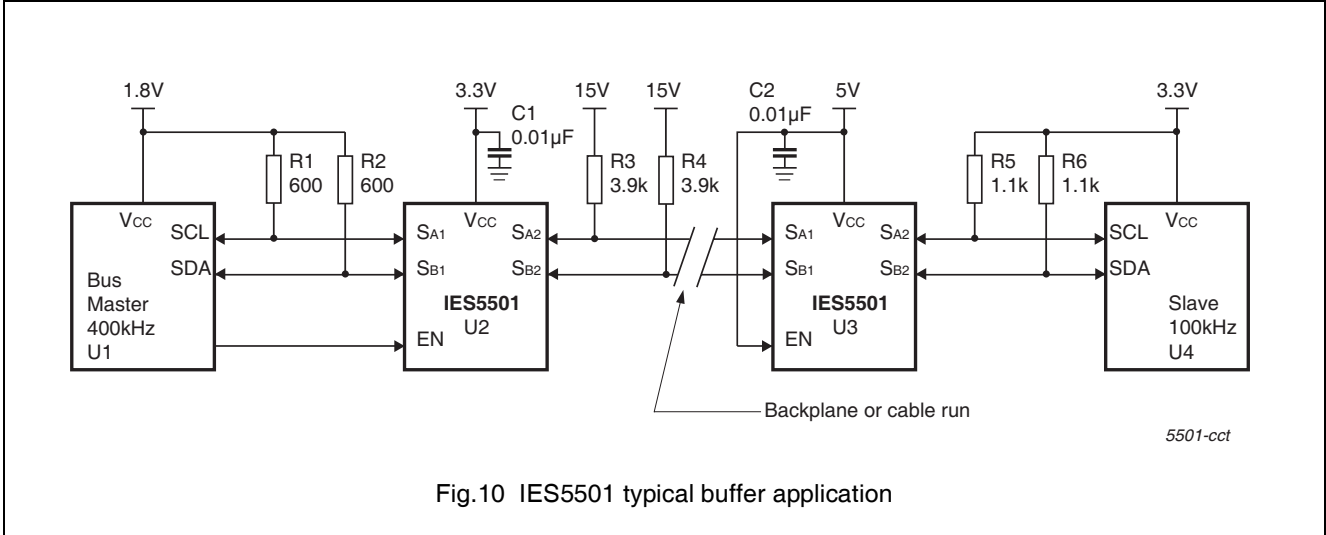 1.8V
3.3V
15V
15V
C2
5V
3.3V
C1
0.01µF
0.01µF
R1
600
R2
600
R3
3.9k
R4
3.9k
R5
1.1k
R6
1.1k
VCC
SCL
SDA
Bus
Master
400kHz
U1
SA1
VCC
SA2
SB1
SB2
IES5501
U2
EN
SA1
VCC
SA2
SB1
SB2
IES5501
U3
EN
SCL
VCC
SDA
Slave
100kHz
U4
Backplane or cable run
5501-cct
Fig.10 IES5501 typical buffer application